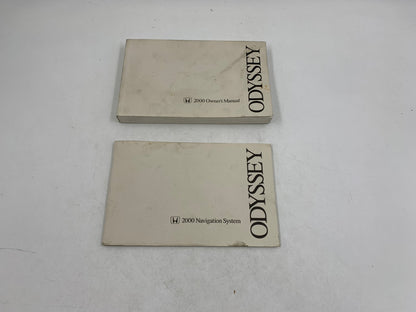 2000 Owner's Manual
ODYSSEY
2000 Navigation System
ODYSSEY